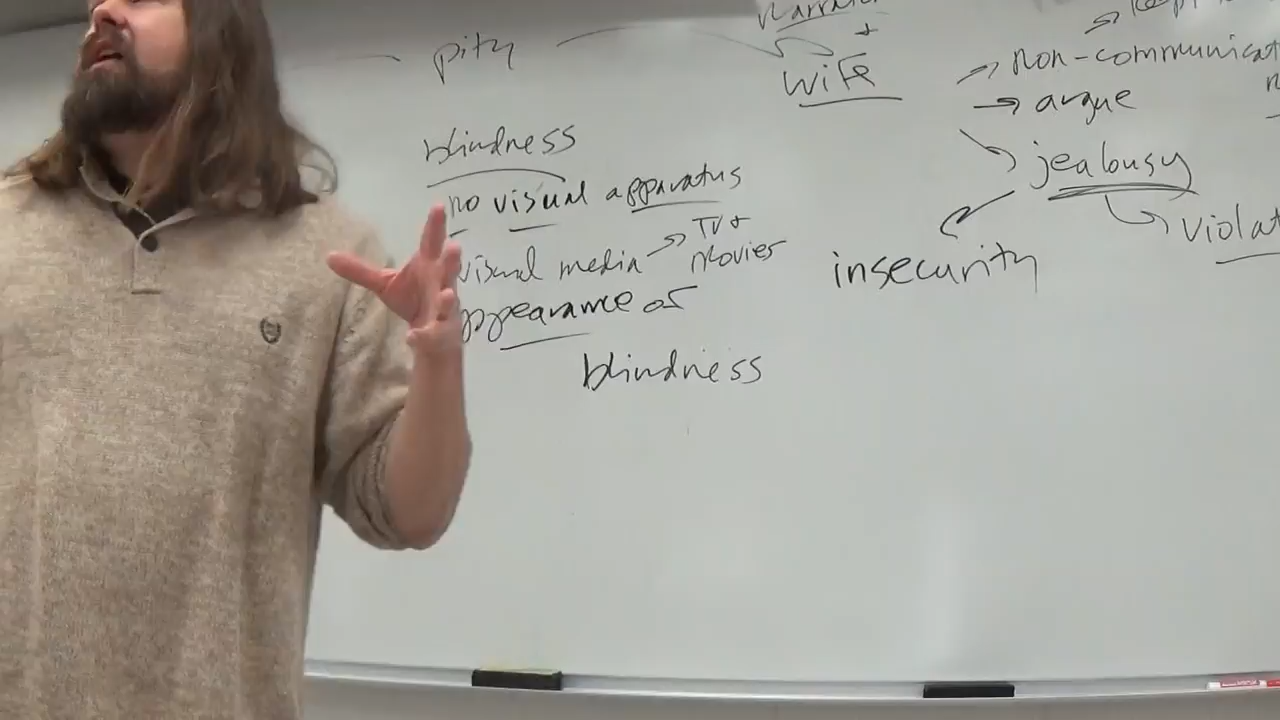 pity
Narrator
+
wife
blindness
no visual apparatus
visual media → TV +
Movies
appearance of
blindness
→ non-communicat
→ argue
jealousy
violat
insecurity